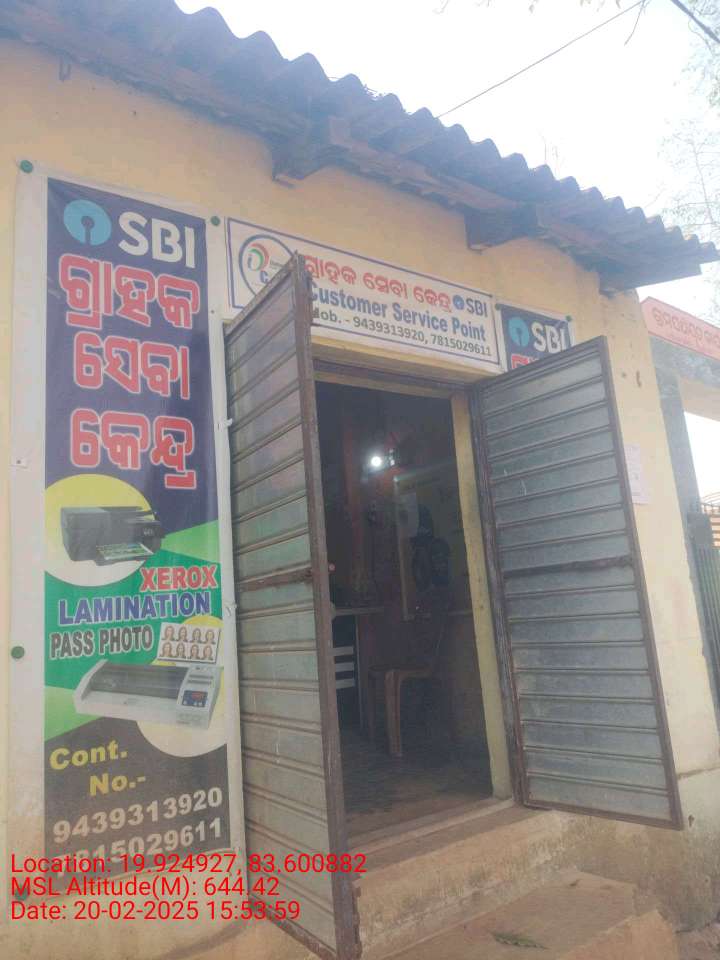 SBI
ଗ୍ରାହକ
ସେବା
କେନ୍ଦ୍ର
XEROX
LAMINATION
PASS PHOTO
Cont.
No.-
9439313920
7815029611
ଗ୍ରାହକ ସେବା କେନ୍ଦ୍ର SBI
Customer Service Point
Mob. - 9439313920, 7815029611
SBI
Location: 19.924927, 83.600882
MSL Altitude(M): 644.42
Date: 20-02-2025 15:53:59